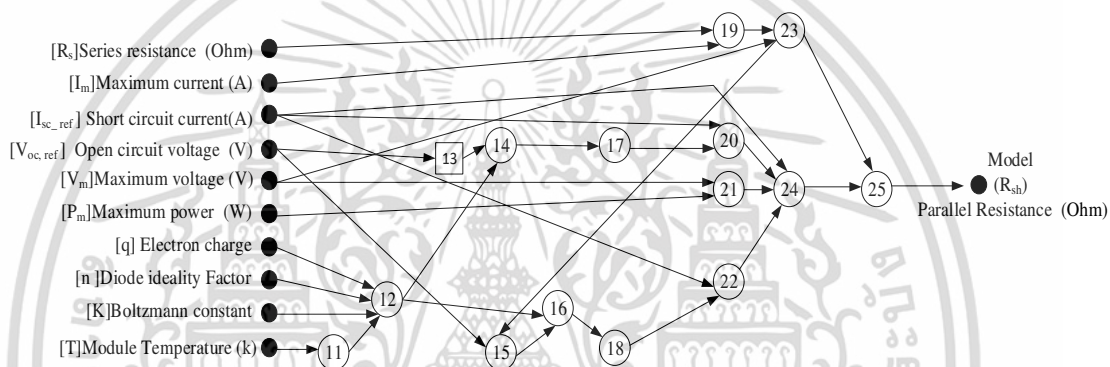 [Rs]Series resistance (Ohm)
[Im]Maximum current (A)
[Isc_ref] Short circuit current(A)
[Voc,ref] Open circuit voltage (V)
[Vm]Maximum voltage (V)
[Pm]Maximum power (W)
[q] Electron charge
[n ]Diode ideality Factor
[K]Boltzmann constant
[T]Module Temperature (k)
11
12
13
14
15
16
17
18
19
20
21
22
23
24
25
Model
(Rsh)
Parallel Resistance (Ohm)